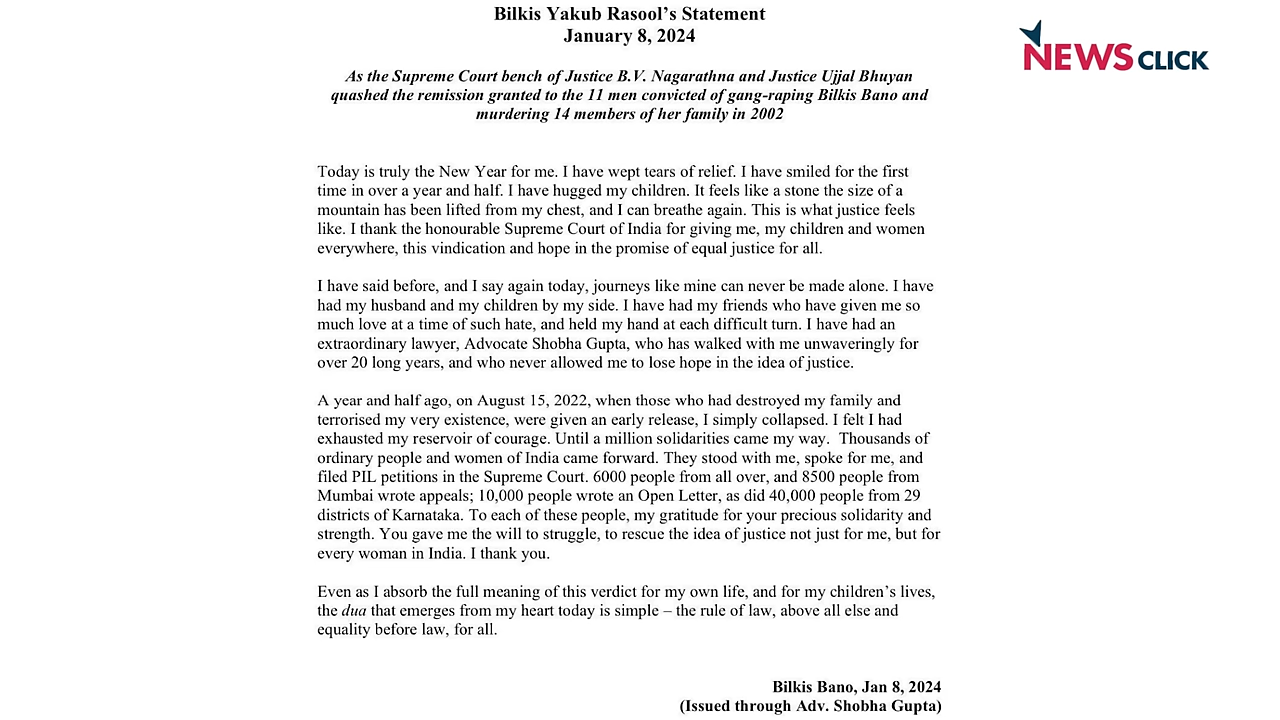 Bilkis Yakub Rasool’s Statement
January 8, 2024
NEWSCLICK
As the Supreme Court bench of Justice B.V. Nagarathna and Justice Ujjal Bhuyan
quashed the remission granted to the 11 men convicted of gang-raping Bilkis Bano and
murdering 14 members of her family in 2002
Today is truly the New Year for me. I have wept tears of relief. I have smiled for the first
time in over a year and half. I have hugged my children. It feels like a stone the size of a
mountain has been lifted from my chest, and I can breathe again. This is what justice feels
like. I thank the honourable Supreme Court of India for giving me, my children and women
everywhere, this vindication and hope in the promise of equal justice for all.
I have said before, and I say again today, journeys like mine can never be made alone. I have
had my husband and my children by my side. I have had my friends who have given me so
much love at a time of such hate, and held my hand at each difficult turn. I have had an
extraordinary lawyer, Advocate Shobha Gupta, who has walked with me unwaveringly for
over 20 long years, and who never allowed me to lose hope in the idea of justice.
A year and half ago, on August 15, 2022, when those who had destroyed my family and
terrorised my very existence, were given an early release, I simply collapsed. I felt I had
exhausted my reservoir of courage. Until a million solidarities came my way.  Thousands of
ordinary people and women of India came forward. They stood with me, spoke for me, and
filed PIL petitions in the Supreme Court. 6000 people from all over, and 8500 people from
Mumbai wrote appeals; 10,000 people wrote an Open Letter, as did 40,000 people from 29
districts of Karnataka. To each of these people, my gratitude for your precious solidarity and
strength. You gave me the will to struggle, to rescue the idea of justice not just for me, but for
every woman in India. I thank you.
Even as I absorb the full meaning of this verdict for my own life, and for my children’s lives,
the dua that emerges from my heart today is simple – the rule of law, above all else and
equality before law, for all.
Bilkis Bano, Jan 8, 2024
(Issued through Adv. Shobha Gupta)